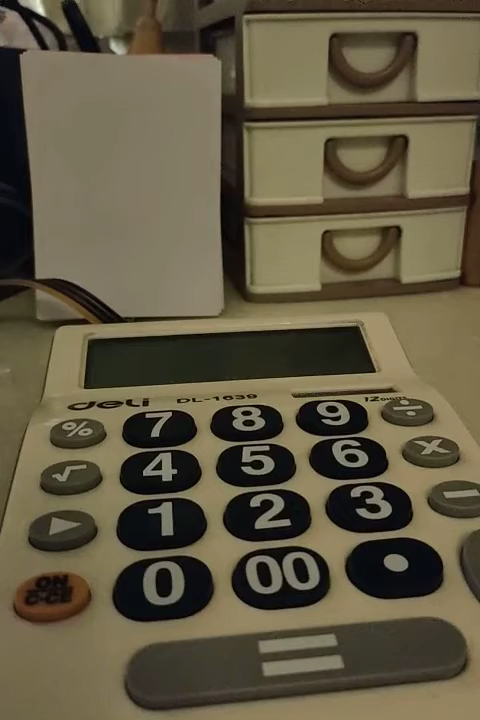 deli DL-1639 12 DIGITS
% 7 8 9 ÷
√ 4 5 6 ×
▶ 1 2 3 −
ON C·CE 0 00 •
=